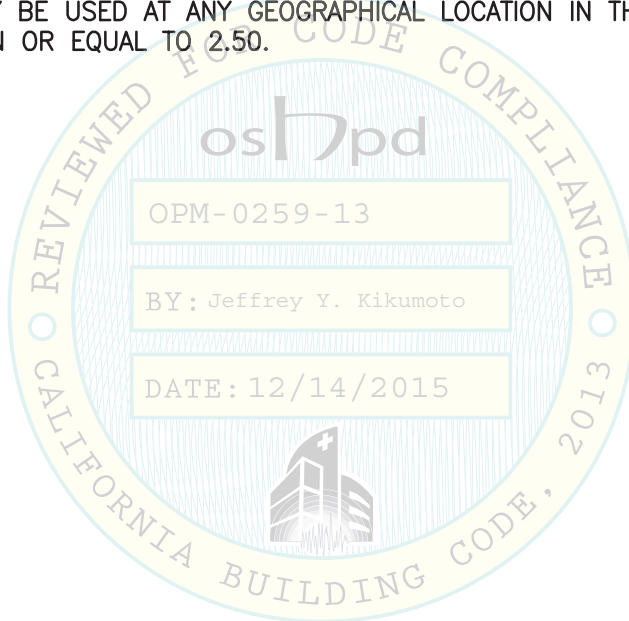 BE USED AT ANY GEOGRAPHICAL LOCATION IN
OR EQUAL TO 2.50.
REVIEWED FOR CODE COMPLIANCE
oshpd
OPM-0259-13
BY: Jeffrey Y. Kikumoto
DATE: 12/14/2015
CALIFORNIA BUILDING CODE, 2013